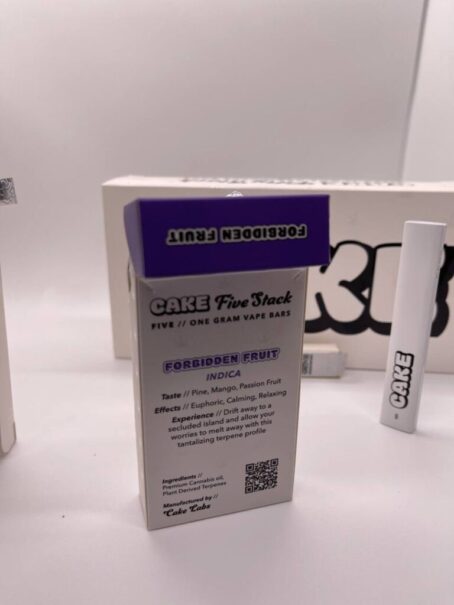 FORBIDDEN FRUIT
CAKE Five Stack
FIVE // ONE GRAM VAPE BARS
FORBIDDEN FRUIT
INDICA
Taste // Pine, Mango, Passion Fruit
Effects // Euphoric, Calming, Relaxing
Experience // Drift away to a
secluded island and allow your
worries to melt away with this
tantalizing terpene profile
Ingredients //
Premium Cannabis oil,
Plant Derived Terpenes
Manufactured by //
Cake Labs
KE
CAKE